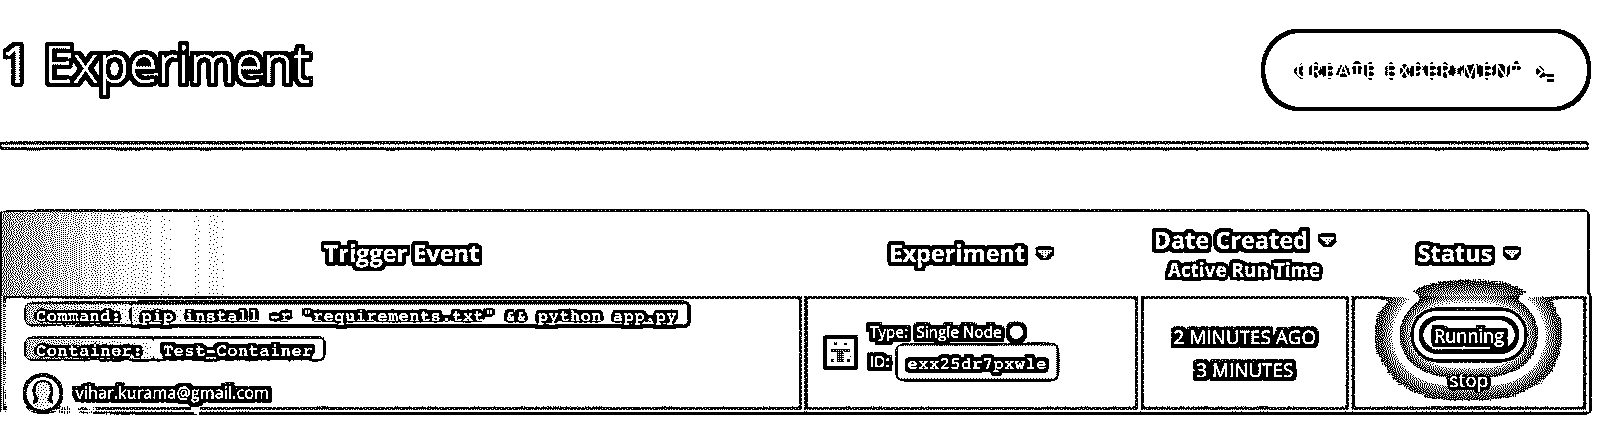 1 Experiment
CREATE EXPERIMENT >_
Trigger Event
Experiment
Date Created
Active Run Time
Status
Command: pip install -r "requirements.txt" && python app.py
Container: Test_Container
vihar.kurama@gmail.com
Type: Single Node
ID: exx25dr7pxwle
2 MINUTES AGO
3 MINUTES
Running
stop